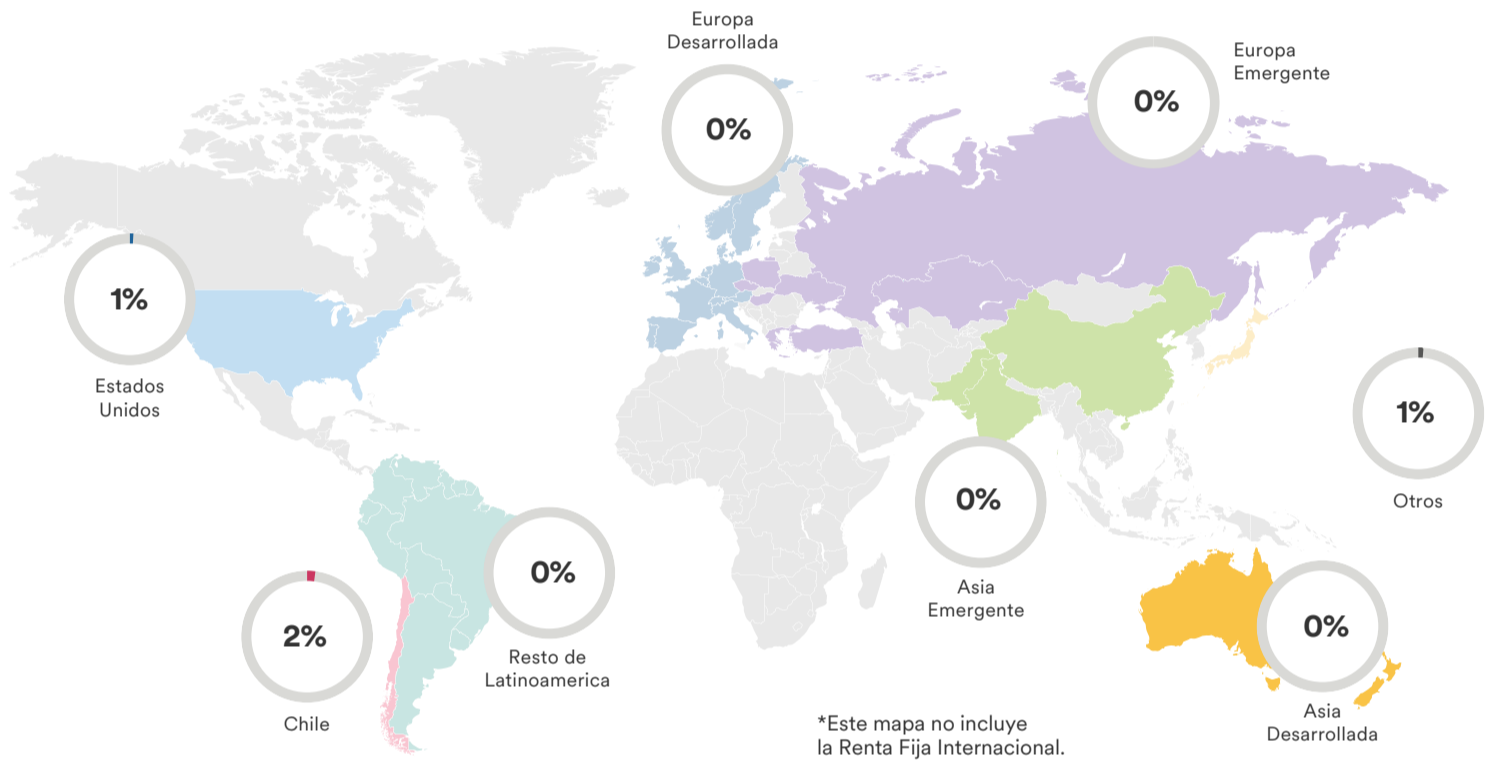 Europa
Desarrollada
0%
Europa
Emergente
0%
1%
Estados
Unidos
1%
Otros
0%
Asia
Emergente
0%
Resto de
Latinoamerica
2%
Chile
0%
Asia
Desarrollada
*Este mapa no incluye
la Renta Fija Internacional.